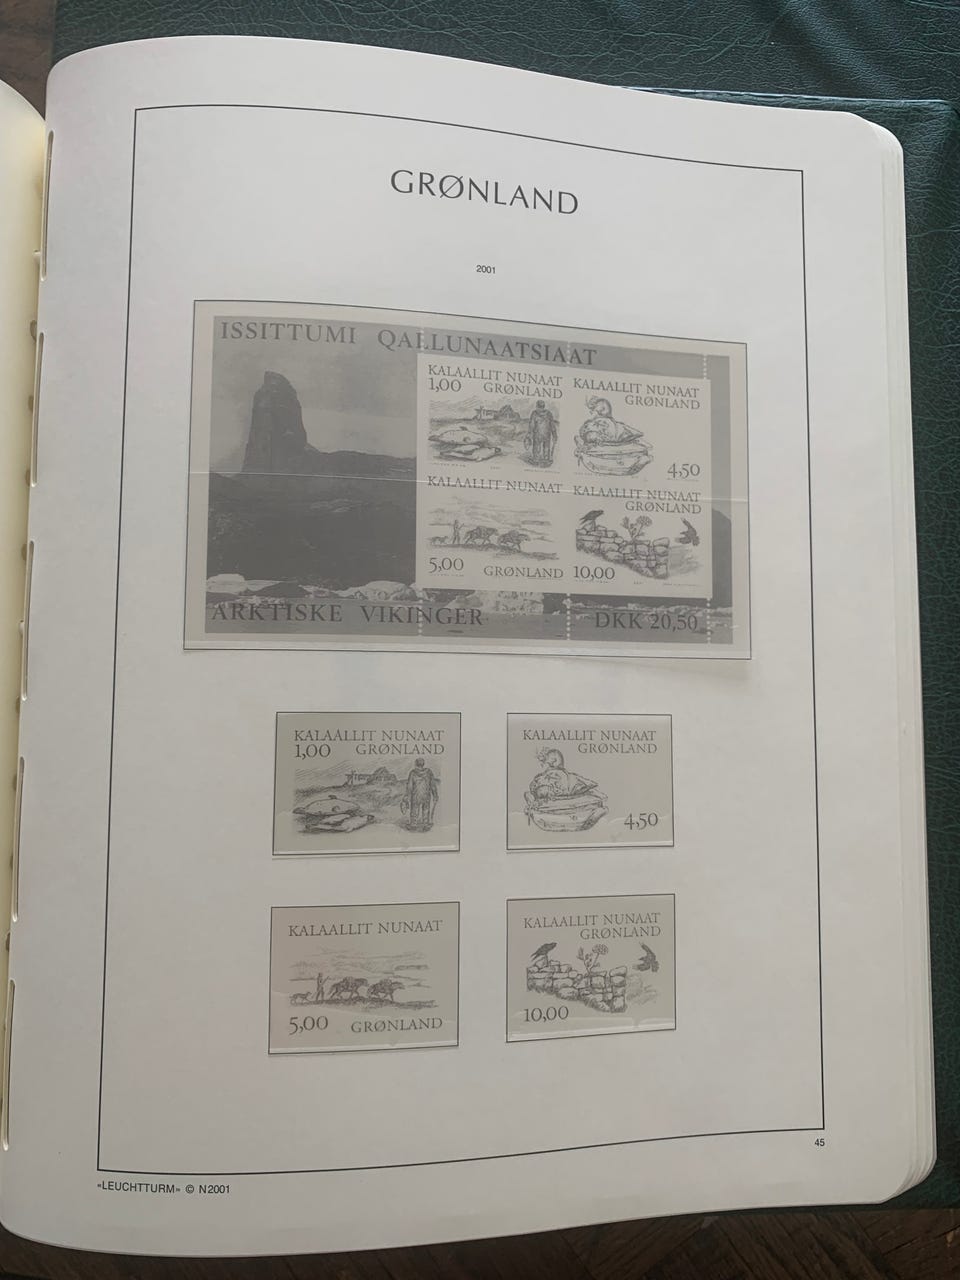 GRØNLAND
2001
ISSITTUMI QALLUNAATSIAAT
KALAALLIT NUNAAT
1,00 GRØNLAND
KALAALLIT NUNAAT
GRØNLAND
4,50
KALAALLIT NUNAAT
5,00 GRØNLAND
KALAALLIT NUNAAT
GRØNLAND
10,00
ARKTISKE VIKINGER
DKK 20,50
KALAALLIT NUNAAT
1,00 GRØNLAND
KALAALLIT NUNAAT
GRØNLAND
4,50
KALAALLIT NUNAAT
5,00 GRØNLAND
KALAALLIT NUNAAT
GRØNLAND
10,00
45
«LEUCHTTURM» © N2001